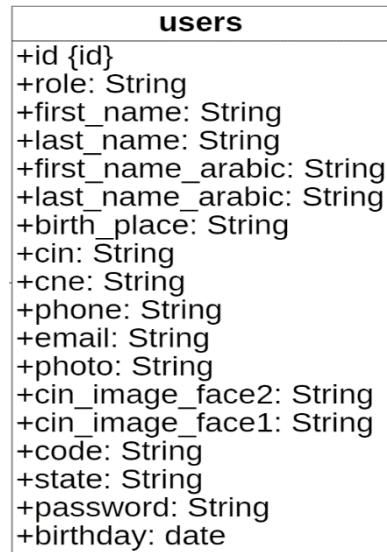 users
+id {id}
+role: String
+first_name: String
+last_name: String
+first_name_arabic: String
+last_name_arabic: String
+birth_place: String
+cin: String
+cne: String
+phone: String
+email: String
+photo: String
+cin_image_face2: String
+cin_image_face1: String
+code: String
+state: String
+password: String
+birthday: date